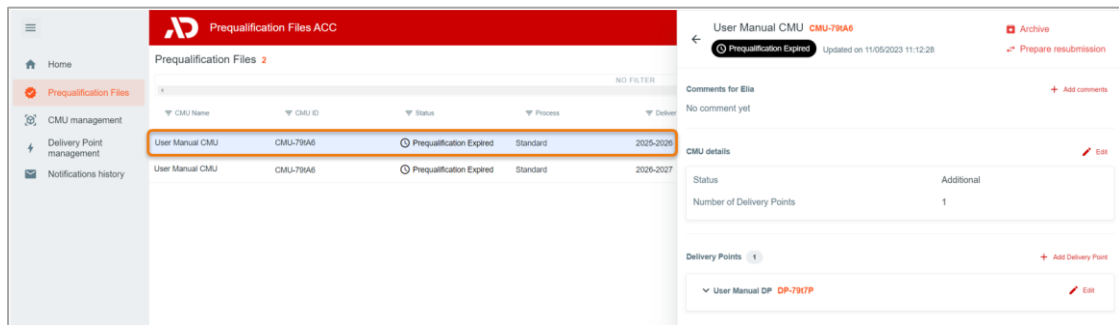 Prequalification Files ACC
Home
Prequalification Files
CMU management
Delivery Point
management
Notifications history
Prequalification Files 2
NO FILTER
CMU Name CMU ID Status Process Deliver
User Manual CMU CMU-79tA6 Prequalification Expired Standard 2025-2026
User Manual CMU CMU-79tA6 Prequalification Expired Standard 2026-2027
User Manual CMU CMU-79tA6
Prequalification Expired Updated on 11/05/2023 11:12:28
Archive
Prepare resubmission
Comments for Elia + Add comments
No comment yet
CMU details Edit
Status Additional
Number of Delivery Points 1
Delivery Points 1 + Add Delivery Point
User Manual DP DP-79t7P Edit